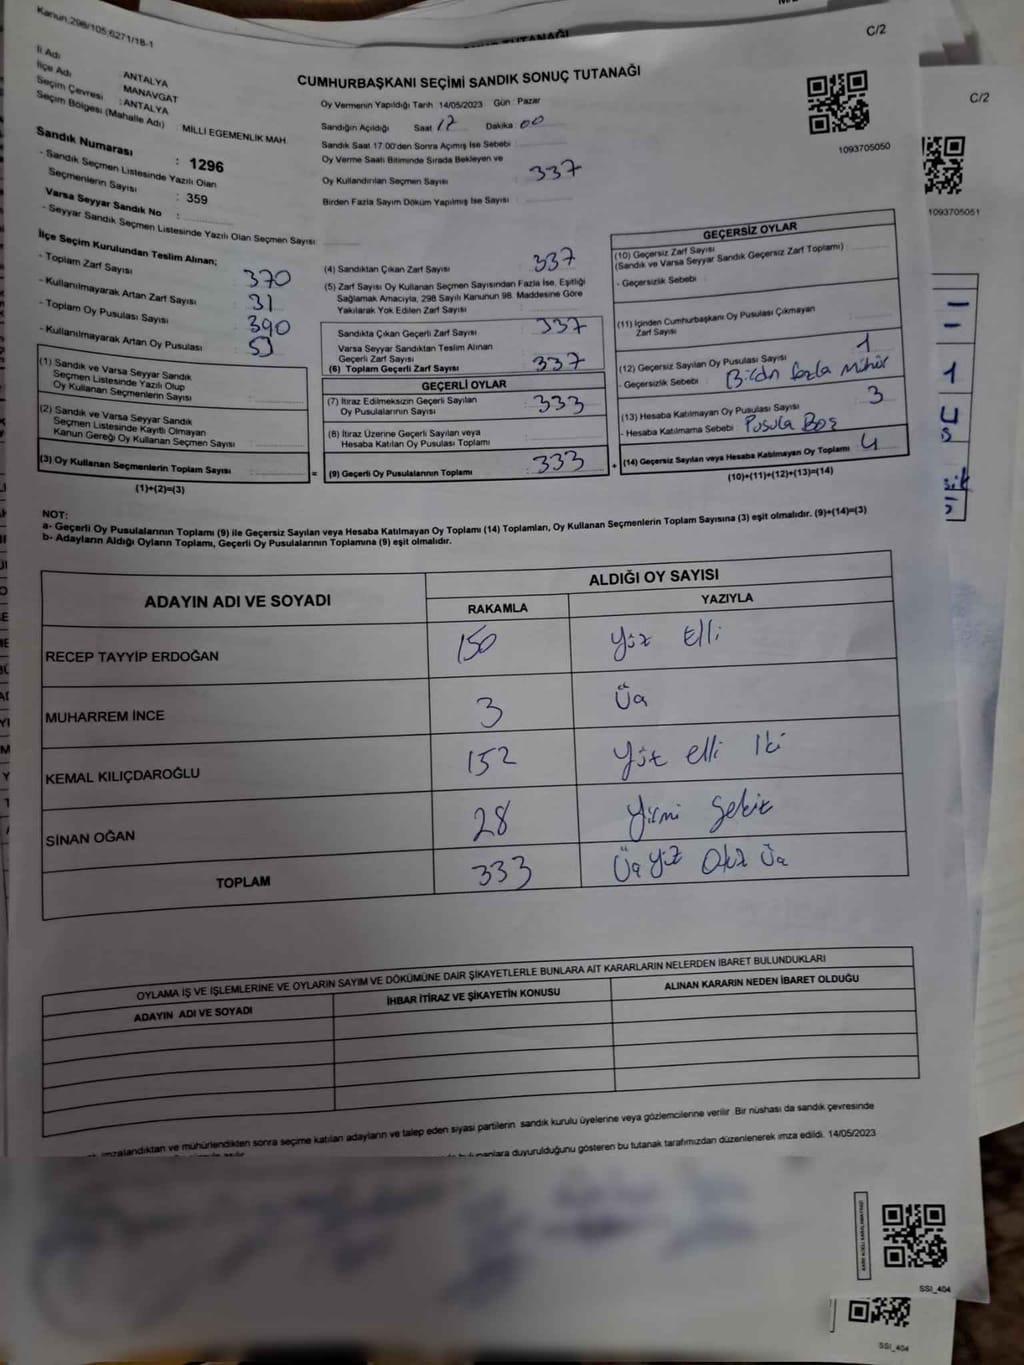 Kanun:298/105;6271/18-1
C/2
CUMHURBAŞKANI SEÇİMİ SANDIK SONUÇ TUTANAĞI
İl Adı : ANTALYA
İlçe Adı : MANAVGAT
Seçim Çevresi : ANTALYA
Seçim Bölgesi (Mahalle Adı) : MİLLİ EGEMENLİK MAH.
Sandık Numarası : 1296
- Sandık Seçmen Listesinde Yazılı Olan
Seçmenlerin Sayısı : 359
Varsa Seyyar Sandık No :
- Seyyar Sandık Seçmen Listesinde Yazılı Olan Seçmen Sayısı:
Oy Vermenin Yapıldığı Tarih 14/05/2023 Gün : Pazar
Sandığın Açıldığı Saat 17 Dakika 00
Sandık Saat 17.00'den Sonra Açımış İse Sebebi
Oy Verme Saati Bitiminde Sırada Bekleyen ve
Oy Kullandırılan Seçmen Sayısı 337
Birden Fazla Sayım Döküm Yapılmış İse Sayısı
1093705050
İlçe Seçim Kurulundan Teslim Alınan;
- Toplam Zarf Sayısı 370
- Kullanılmayarak Artan Zarf Sayısı 31
- Toplam Oy Pusulası Sayısı 390
- Kullanılmayarak Artan Oy Pusulası 53
(1) Sandık ve Varsa Seyyar Sandık
Seçmen Listesinde Yazılı Olup
Oy Kullanan Seçmenlerin Sayısı
(2) Sandık ve Varsa Seyyar Sandık
Seçmen Listesinde Kayıtlı Olmayan
Kanun Gereği Oy Kullanan Seçmen Sayısı
(3) Oy Kullanan Seçmenlerin Toplam Sayısı
(1)+(2)=(3)
(4) Sandıktan Çıkan Zarf Sayısı 337
(5) Zarf Sayısı Oy Kullanan Seçmen Sayısından Fazla İse, Eşitliği
Sağlamak Amacıyla, 298 Sayılı Kanunun 98. Maddesine Göre
Yakılarak Yok Edilen Zarf Sayısı
Sandıkta Çıkan Geçerli Zarf Sayısı 337
Varsa Seyyar Sandıktan Teslim Alınan
Geçerli Zarf Sayısı
(6) Toplam Geçerli Zarf Sayısı 337
GEÇERLİ OYLAR
(7) İtiraz Edilmeksizin Geçerli Sayılan
Oy Pusulalarının Sayısı 333
(8) İtiraz Üzerine Geçerli Sayılan veya
Hesaba Katılan Oy Pusulası Toplamı
= (9) Geçerli Oy Pusulalarının Toplamı 333
GEÇERSİZ OYLAR
(10) Geçersiz Zarf Sayısı
(Sandık ve Varsa Seyyar Sandık Geçersiz Zarf Toplamı)
- Geçersizlik Sebebi
(11) İçinden Cumhurbaşkanı Oy Pusulası Çıkmayan
Zarf Sayısı
(12) Geçersiz Sayılan Oy Pusulası Sayısı 1
- Geçersizlik Sebebi : Birden fazla mühür
(13) Hesaba Katılmayan Oy Pusulası Sayısı 3
- Hesaba Katılmama Sebebi : Pusula Boş
+ (14) Geçersiz Sayılan veya Hesaba Katılmayan Oy Toplamı 4
(10)+(11)+(12)+(13)=(14)
NOT:
a- Geçerli Oy Pusulalarının Toplamı (9) ile Geçersiz Sayılan veya Hesaba Katılmayan Oy Toplamı (14) Toplamları, Oy Kullanan Seçmenlerin Toplam Sayısına (3) eşit olmalıdır. (9)+(14)=(3)
b- Adayların Aldığı Oyların Toplamı, Geçerli Oy Pusulalarının Toplamına (9) eşit olmalıdır.
ADAYIN ADI VE SOYADI
ALDIĞI OY SAYISI
RAKAMLA YAZIYLA
RECEP TAYYİP ERDOĞAN 150 Yüz Elli
MUHARREM İNCE 3 Üç
KEMAL KILIÇDAROĞLU 152 Yüz elli İki
SİNAN OĞAN 28 Yirmi Sekiz
TOPLAM 333 Üç yüz Otuz Üç
OYLAMA İŞ VE İŞLEMLERİNE VE OYLARIN SAYIM VE DÖKÜMÜNE DAİR ŞİKAYETLERLE BUNLARA AİT KARARLARIN NELERDEN İBARET BULUNDUKLARI
ADAYIN ADI VE SOYADI İHBAR İTİRAZ VE ŞİKAYETİN KONUSU ALINAN KARARIN NEDEN İBARET OLDUĞU
imzalandıktan ve mühürlendikten sonra seçime katılan adayların ve talep eden siyasi partilerin sandık kurulu üyelerine veya gözlemcilerine verilir Bir nüshası da sandık çevresinde
duyurulduğunu gösteren bu tutanak tarafımızdan düzenlenerek imza edildi. 14/05/2023
SSI_404
C/2
1093705051
1
4
SSI_404